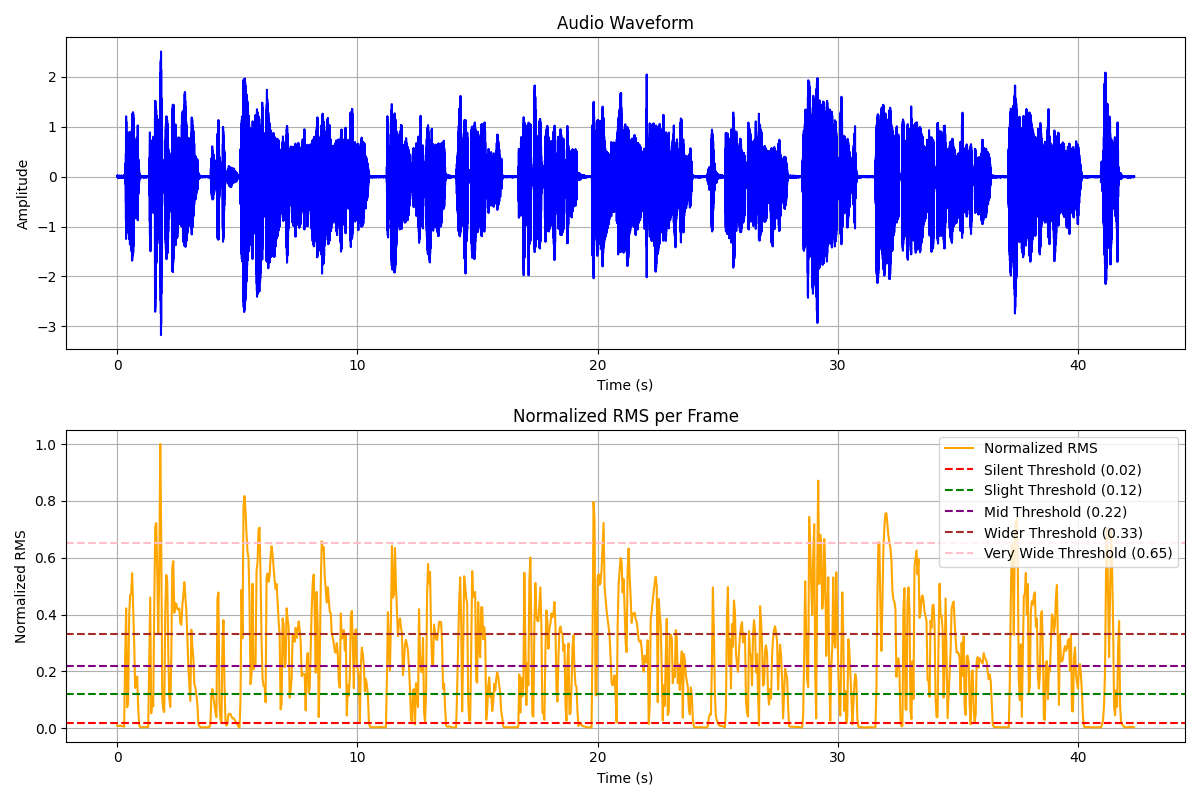 Audio Waveform
2
1
0
−1
−2
−3
Amplitude
0 10 20 30 40
Time (s)
Normalized RMS per Frame
1.0
0.8
0.6
0.4
0.2
0.0
Normalized RMS
Normalized RMS
Silent Threshold (0.02)
Slight Threshold (0.12)
Mid Threshold (0.22)
Wider Threshold (0.33)
Very Wide Threshold (0.65)
0 10 20 30 40
Time (s)